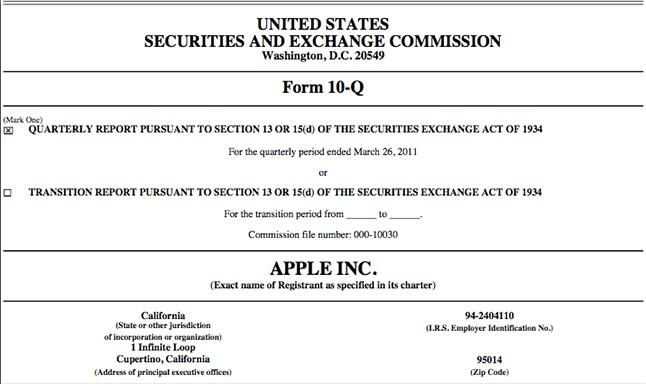 UNITED STATES
SECURITIES AND EXCHANGE COMMISSION
Washington, D.C. 20549
Form 10-Q
(Mark One)
☒ QUARTERLY REPORT PURSUANT TO SECTION 13 OR 15(d) OF THE SECURITIES EXCHANGE ACT OF 1934
For the quarterly period ended March 26, 2011
or
☐ TRANSITION REPORT PURSUANT TO SECTION 13 OR 15(d) OF THE SECURITIES EXCHANGE ACT OF 1934
For the transition period from ______ to ______.
Commission file number: 000-10030
APPLE INC.
(Exact name of Registrant as specified in its charter)
California 94-2404110
(State or other jurisdiction (I.R.S. Employer Identification No.)
of incorporation or organization)
1 Infinite Loop
Cupertino, California 95014
(Address of principal executive offices) (Zip Code)